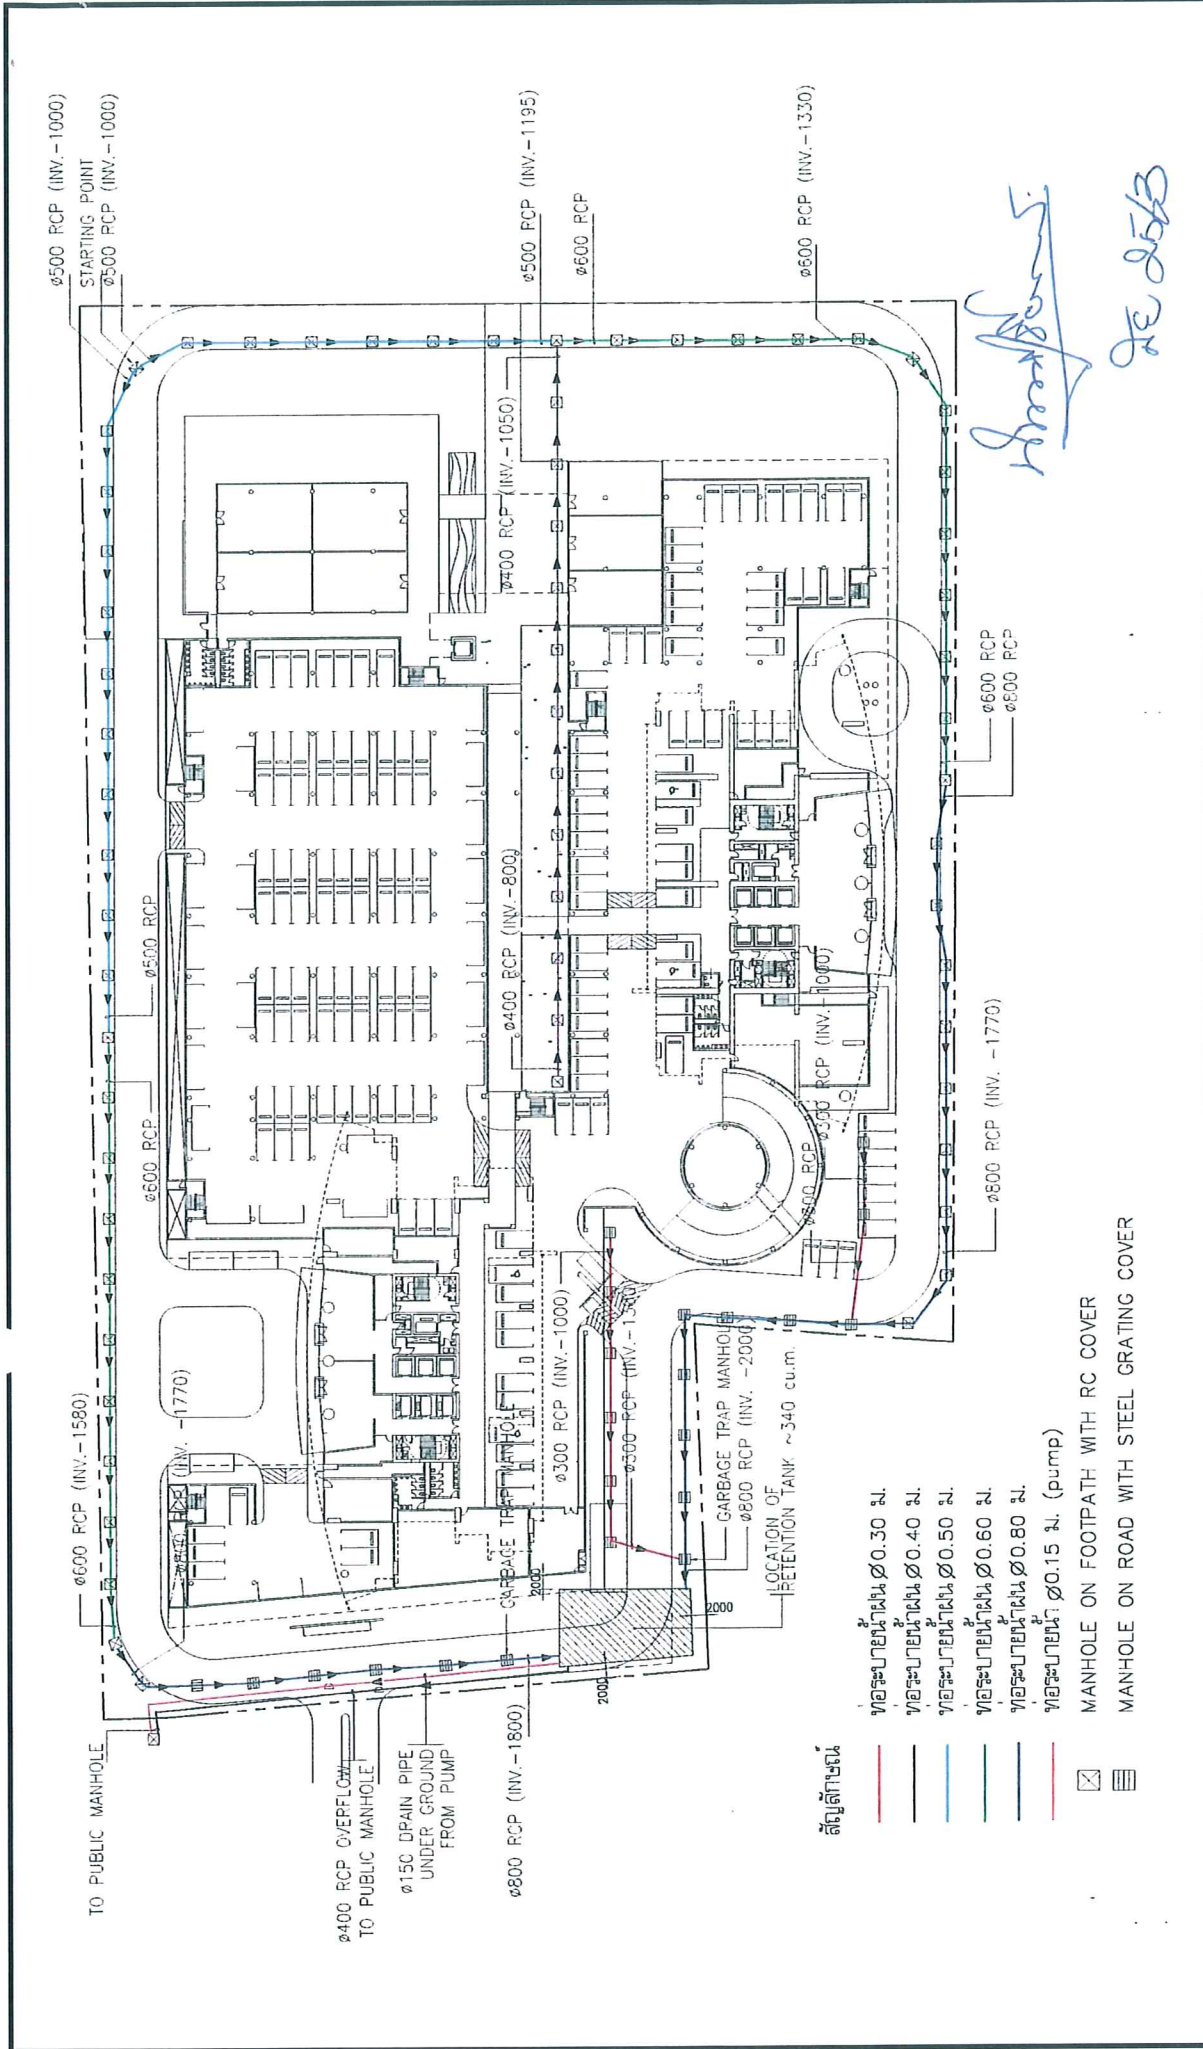 TO PUBLIC MANHOLE
ø600 RCP (INV.-1580)
ø600 RCP
ø500 RCP
ø500 RCP (INV.-1000)
STARTING POINT
ø500 RCP (INV.-1000)
(INV. -1770)
ø400 RCP OVERFLOW
TO PUBLIC MANHOLE
ø150 DRAIN PIPE
UNDER GROUND
FROM PUMP
ø800 RCP (INV.-1800)
GARBAGE TRAP MANHOLE
2000
2000
2000
ø400 RCP (INV.-800)
ø400 RCP (INV.-1050)
ø500 RCP (INV.-1195)
ø600 RCP
ø600 RCP (INV.-1330)
ø300 RCP (INV.-1000)
ø300 RCP (INV.-1000)
GARBAGE TRAP MANHOLE
ø800 RCP (INV. -2000)
LOCATION OF
RETENTION TANK ~340 cu.m.
ø800 RCP (INV. -1770)
ø600 RCP
ø800 RCP
สัญลักษณ์
ท่อระบายน้ำฝน Ø0.30 ม.
ท่อระบายน้ำฝน Ø0.40 ม.
ท่อระบายน้ำฝน Ø0.50 ม.
ท่อระบายน้ำฝน Ø0.60 ม.
ท่อระบายน้ำฝน Ø0.80 ม.
ท่อระบายน้ำ Ø0.15 ม. (pump)
MANHOLE ON FOOTPATH WITH RC COVER
MANHOLE ON ROAD WITH STEEL GRATING COVER